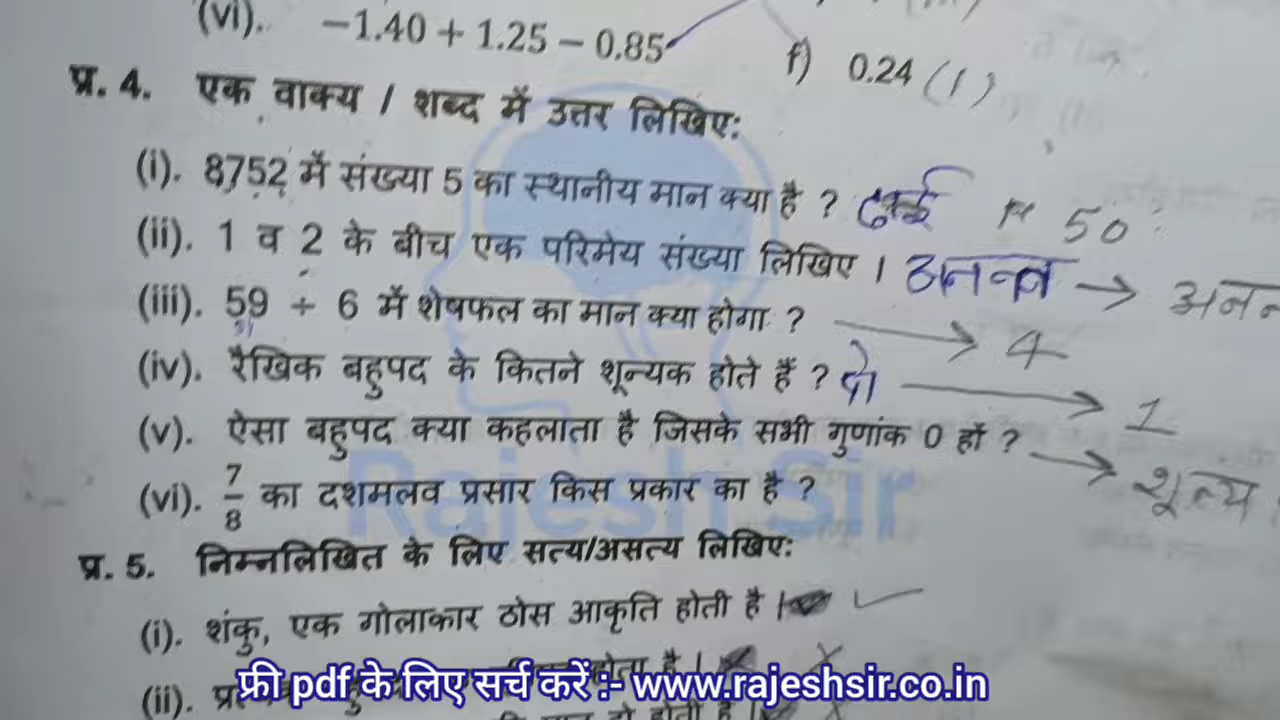 (vi). −1.40 + 1.25 − 0.85
f) 0.24 (1)
प्र. 4. एक वाक्य / शब्द में उत्तर लिखिए:
(i). 8752 में संख्या 5 का स्थानीय मान क्या है ? 50
(ii). 1 व 2 के बीच एक परिमेय संख्या लिखिए । अनन्त →
(iii). 59 ÷ 6 में शेषफल का मान क्या होगा ? → 4
(iv). रैखिक बहुपद के कितने शून्यक होते हैं ? दो → 1
(v). ऐसा बहुपद क्या कहलाता है जिसके सभी गुणांक 0 हों ? → शून्य
(vi). 7/8 का दशमलव प्रसार किस प्रकार का है ?
Rajesh Sir
प्र. 5. निम्नलिखित के लिए सत्य/असत्य लिखिए:
(i). शंकु, एक गोलाकार ठोस आकृति होती है ।
(ii). होता है ।
फ्री pdf के लिए सर्च करें :- www.rajeshsir.co.in